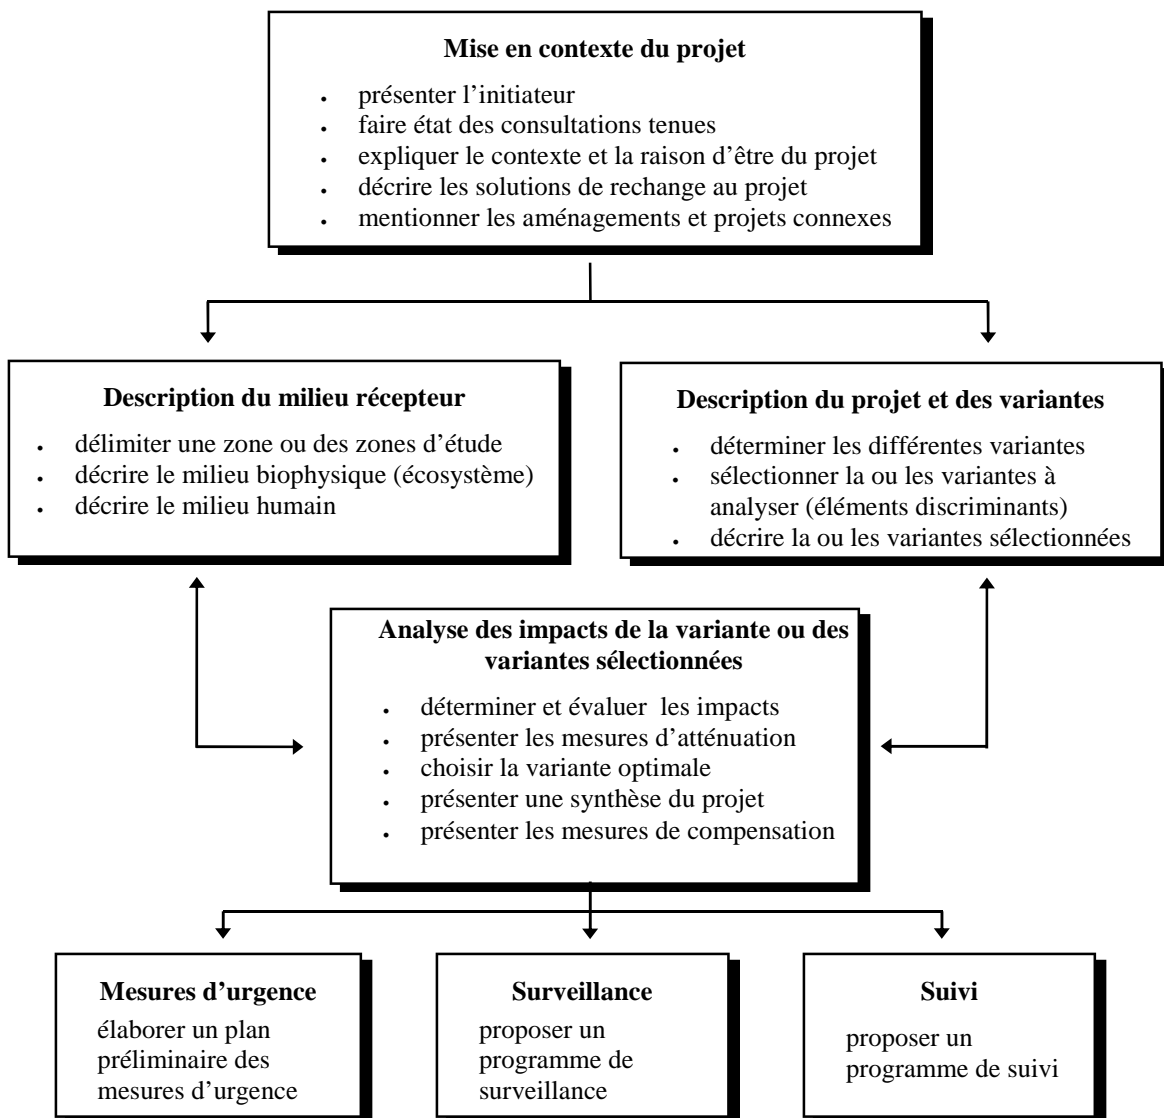 Mise en contexte du projet
• présenter l’initiateur
• faire état des consultations tenues
• expliquer le contexte et la raison d’être du projet
• décrire les solutions de rechange au projet
• mentionner les aménagements et projets connexes
Description du milieu récepteur
• délimiter une zone ou des zones d’étude
• décrire le milieu biophysique (écosystème)
• décrire le milieu humain
Description du projet et des variantes
• déterminer les différentes variantes
• sélectionner la ou les variantes à
analyser (éléments discriminants)
• décrire la ou les variantes sélectionnées
Analyse des impacts de la variante ou des
variantes sélectionnées
• déterminer et évaluer les impacts
• présenter les mesures d’atténuation
• choisir la variante optimale
• présenter une synthèse du projet
• présenter les mesures de compensation
Mesures d’urgence
élaborer un plan
préliminaire des
mesures d’urgence
Surveillance
proposer un
programme de
surveillance
Suivi
proposer un
programme de suivi